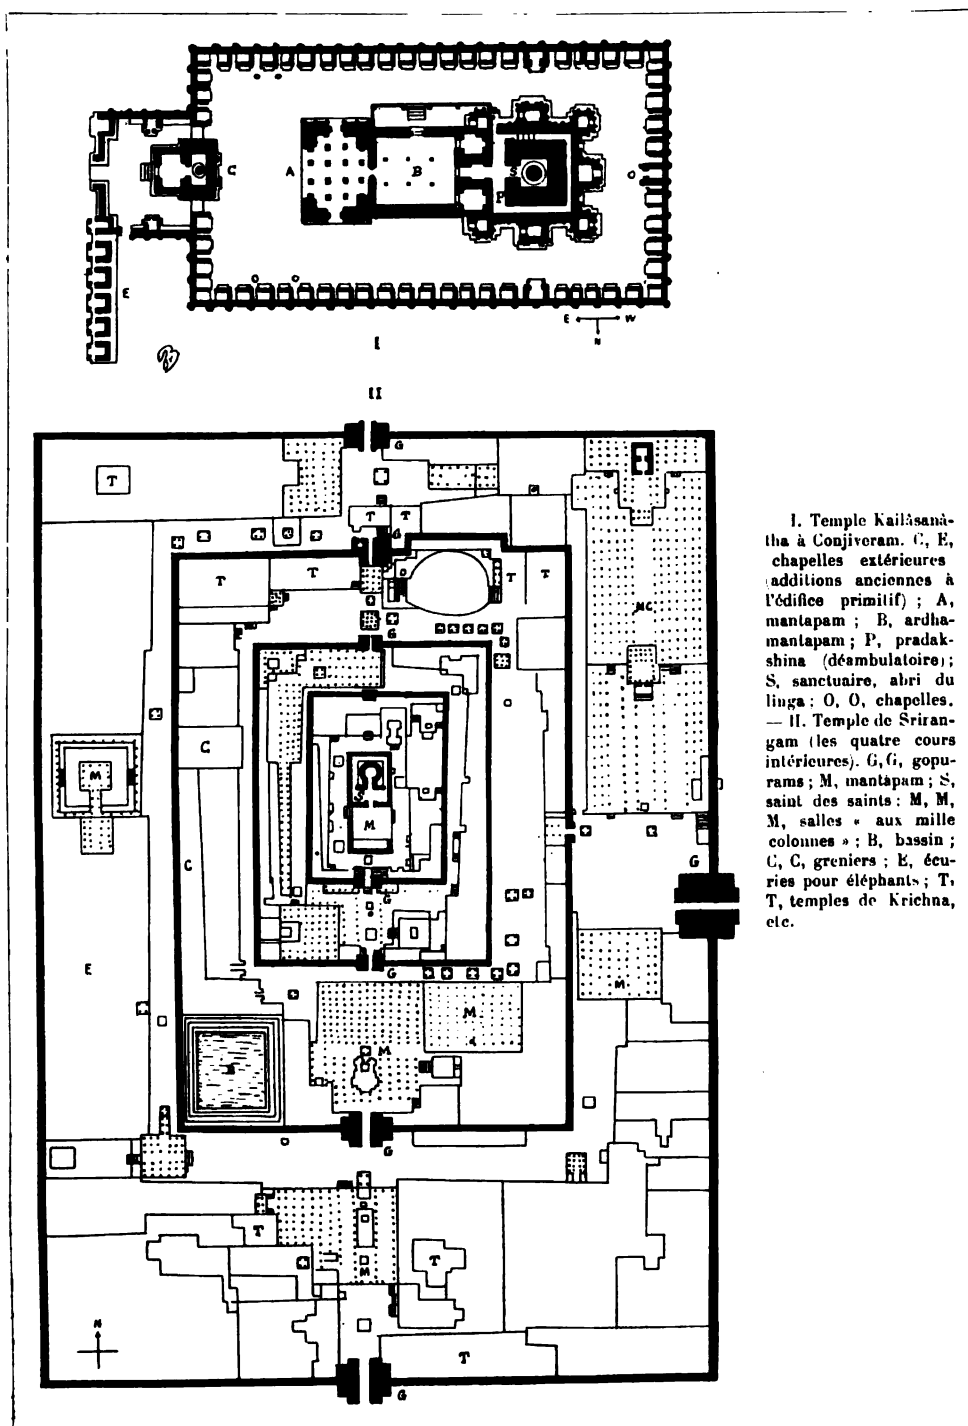 C
A
B
S
P
O
E
E W
N
I
II
G
T
T T
G
T
T
T
T
MC
G
C
M
S
M
C
G
G
G
E
M
M
M
B
G
T
T
M
N
T
G
I. Temple Kailâsanâ-
tha à Conjiveram. C, E,
chapelles extérieures
(additions anciennes à
l'édifice primitif) ; A,
mantapam ; B, ardha-
mantapam ; P, pradak-
shina (déambulatoire) ;
S, sanctuaire, abri du
linga ; O, O, chapelles.
— II. Temple de Sriran-
gam (les quatre cours
intérieures). G, G, gopu-
rams ; M, mantapam ; S,
saint des saints : M, M,
M, salles « aux mille
colonnes » ; B, bassin ;
C, C, greniers ; E, écu-
ries pour éléphants ; T,
T, temples de Krichna,
etc.